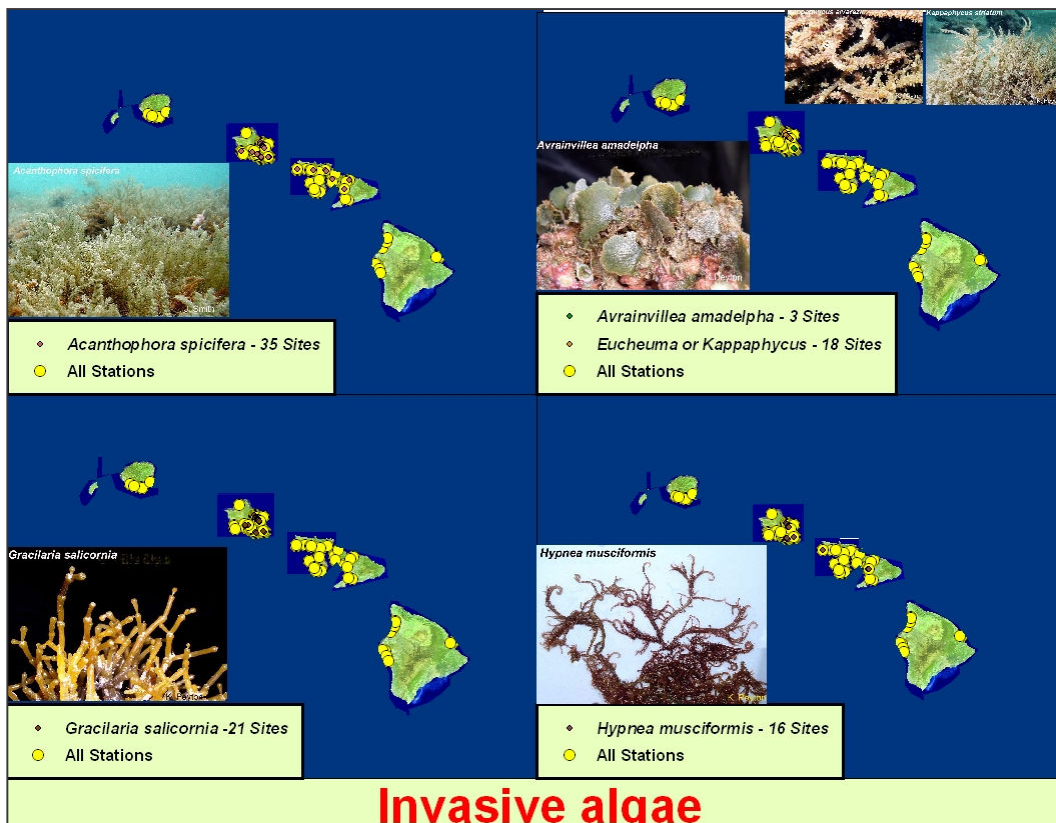 Kappaphycus striatum
Acanthophora spicifera
Avrainvillea amadelpha
Smith
Acanthophora spicifera - 35 Sites
All Stations
Avrainvillea amadelpha - 3 Sites
Eucheuma or Kappaphycus - 18 Sites
All Stations
Gracilaria salicornia
Hypnea musciformis
Gracilaria salicornia -21 Sites
All Stations
Hypnea musciformis - 16 Sites
All Stations
Invasive algae